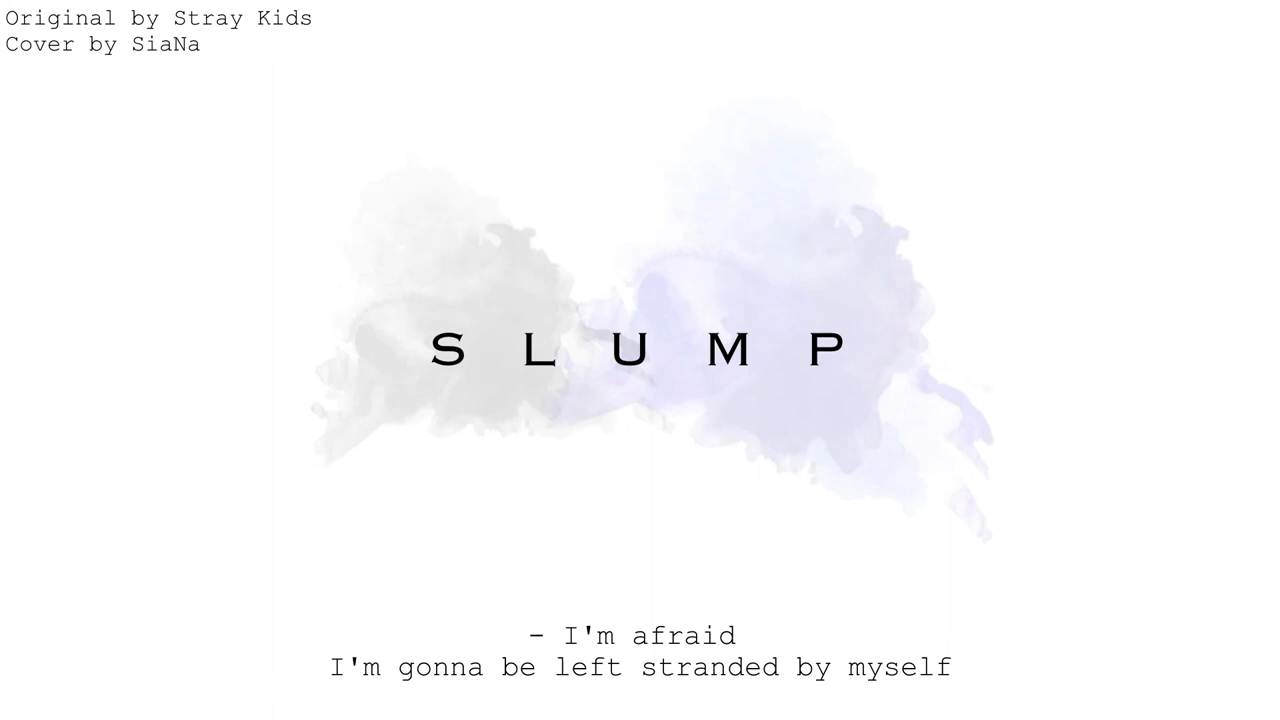 Original by Stray Kids
Cover by SiaNa
S L U M P
- I'm afraid
I'm gonna be left stranded by myself